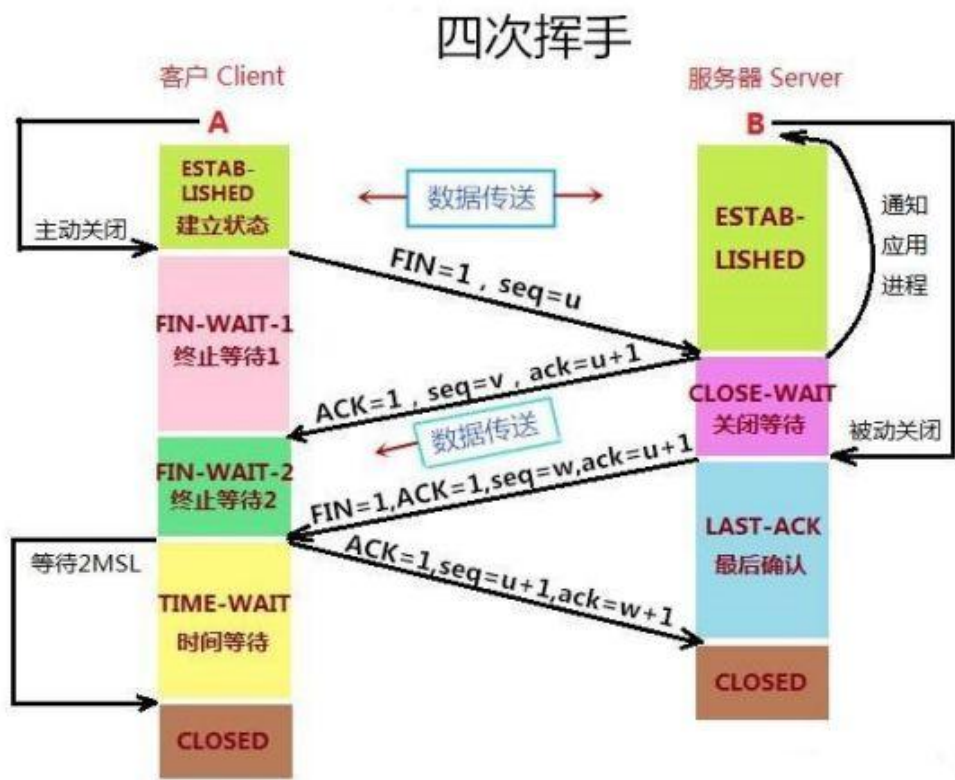 四次挥手
客户 Client
服务器 Server
A
B
ESTAB-
LISHED
建立状态
数据传送
ESTAB-
LISHED
通知
应用
进程
主动关闭
FIN=1，seq=u
FIN-WAIT-1
终止等待1
ACK=1，seq=v，ack=u+1
CLOSE-WAIT
关闭等待
数据传送
被动关闭
FIN-WAIT-2
终止等待2
FIN=1,ACK=1,seq=w,ack=u+1
LAST-ACK
最后确认
等待2MSL
ACK=1,seq=u+1,ack=w+1
TIME-WAIT
时间等待
CLOSED
CLOSED